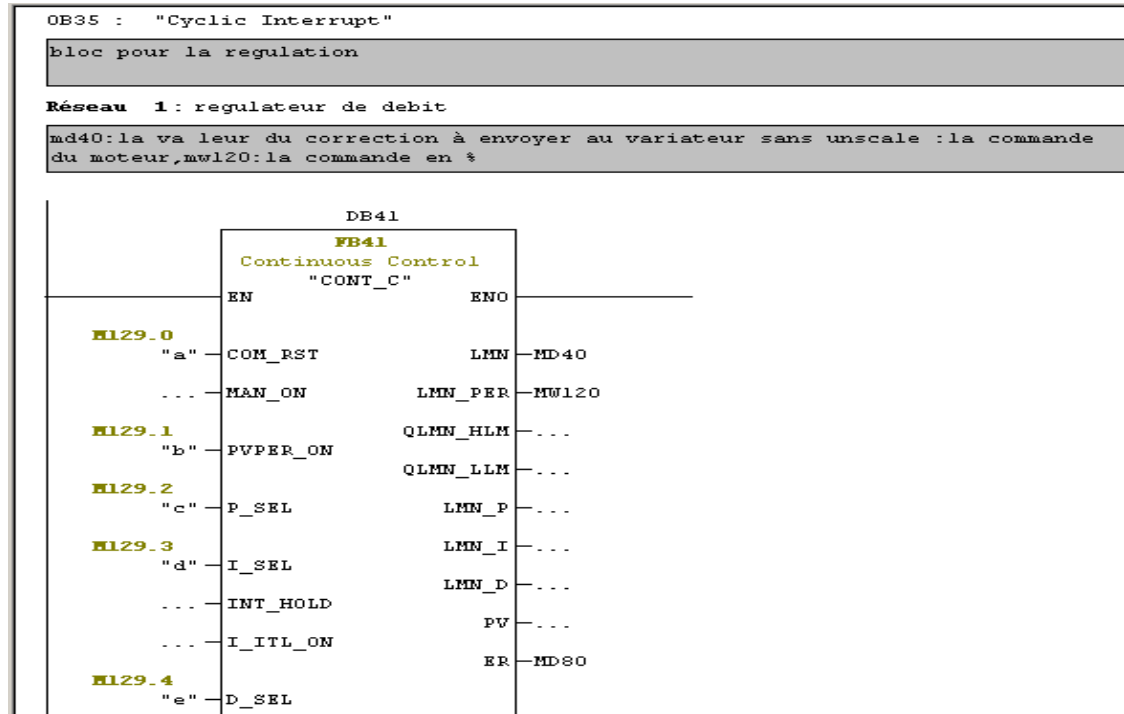 OB35 : "Cyclic Interrupt"
bloc pour la regulation
Réseau 1: regulateur de debit
md40:la va leur du correction à envoyer au variateur sans unscale :la commande
du moteur,mw120:la commande en %
DB41
FB41
Continuous Control
"CONT_C"
EN ENO
M129.0
"a" COM_RST LMN MD40
... MAN_ON LMN_PER MW120
M129.1 QLMN_HLM ...
"b" PVPER_ON
QLMN_LLM ...
M129.2
"c" P_SEL LMN_P ...
M129.3 LMN_I ...
"d" I_SEL
LMN_D ...
... INT_HOLD
PV ...
... I_ITL_ON
ER MD80
M129.4
"e" D_SEL